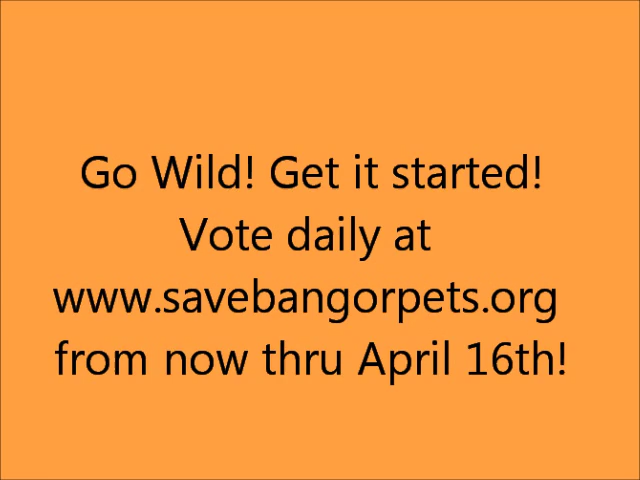 Go Wild! Get it started!
Vote daily at
www.savebangorpets.org
from now thru April 16th!